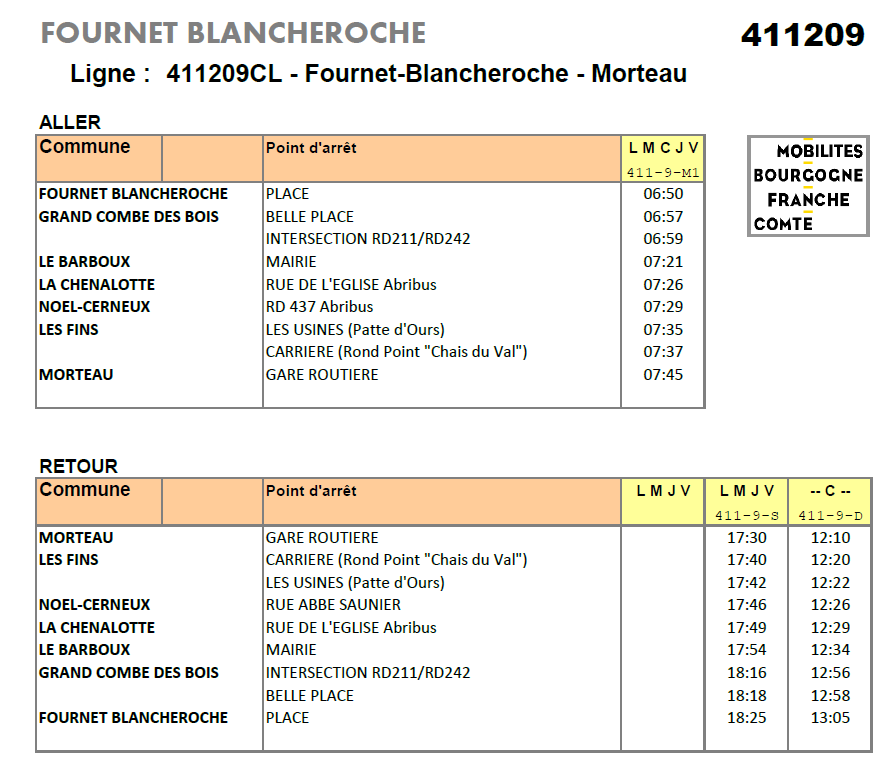 FOURNET BLANCHEROCHE 411209
Ligne : 411209CL - Fournet-Blancheroche - Morteau
ALLER
Commune Point d'arrêt L M C J V
411-9-M1
FOURNET BLANCHEROCHE PLACE 06:50
GRAND COMBE DES BOIS BELLE PLACE 06:57
INTERSECTION RD211/RD242 06:59
LE BARBOUX MAIRIE 07:21
LA CHENALOTTE RUE DE L'EGLISE Abribus 07:26
NOEL-CERNEUX RD 437 Abribus 07:29
LES FINS LES USINES (Patte d'Ours) 07:35
CARRIERE (Rond Point "Chais du Val") 07:37
MORTEAU GARE ROUTIERE 07:45
MOBILITES
BOURGOGNE
FRANCHE
COMTE
RETOUR
Commune Point d'arrêt L M J V L M J V -- C --
411-9-S 411-9-D
MORTEAU GARE ROUTIERE 17:30 12:10
LES FINS CARRIERE (Rond Point "Chais du Val") 17:40 12:20
LES USINES (Patte d'Ours) 17:42 12:22
NOEL-CERNEUX RUE ABBE SAUNIER 17:46 12:26
LA CHENALOTTE RUE DE L'EGLISE Abribus 17:49 12:29
LE BARBOUX MAIRIE 17:54 12:34
GRAND COMBE DES BOIS INTERSECTION RD211/RD242 18:16 12:56
BELLE PLACE 18:18 12:58
FOURNET BLANCHEROCHE PLACE 18:25 13:05